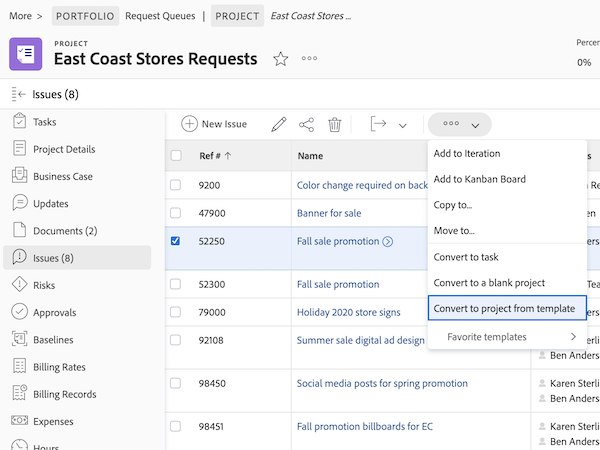 More > PORTFOLIO Request Queues | PROJECT East Coast Stores ...
PROJECT
East Coast Stores Requests
Percen
0%
Issues (8)
Tasks
Project Details
Business Case
Updates
Documents (2)
Issues (8)
Risks
Approvals
Baselines
Billing Rates
Billing Records
Expenses
Hours
New Issue
Ref # Name s
9200 Color change required on back
47900 Banner for sale
52250 Fall sale promotion
52300 Fall sale promotion
79000 Holiday 2020 store signs
92108 Summer sale digital ad design
Ben Anders
98450 Social media posts for spring promotion Karen Sterli
Ben Anders
98451 Fall promotion billboards for EC Karen Sterli
Ben Anders
Add to Iteration
Add to Kanban Board
Copy to...
Move to...
Convert to task
Convert to a blank project
Convert to project from template
Favorite templates